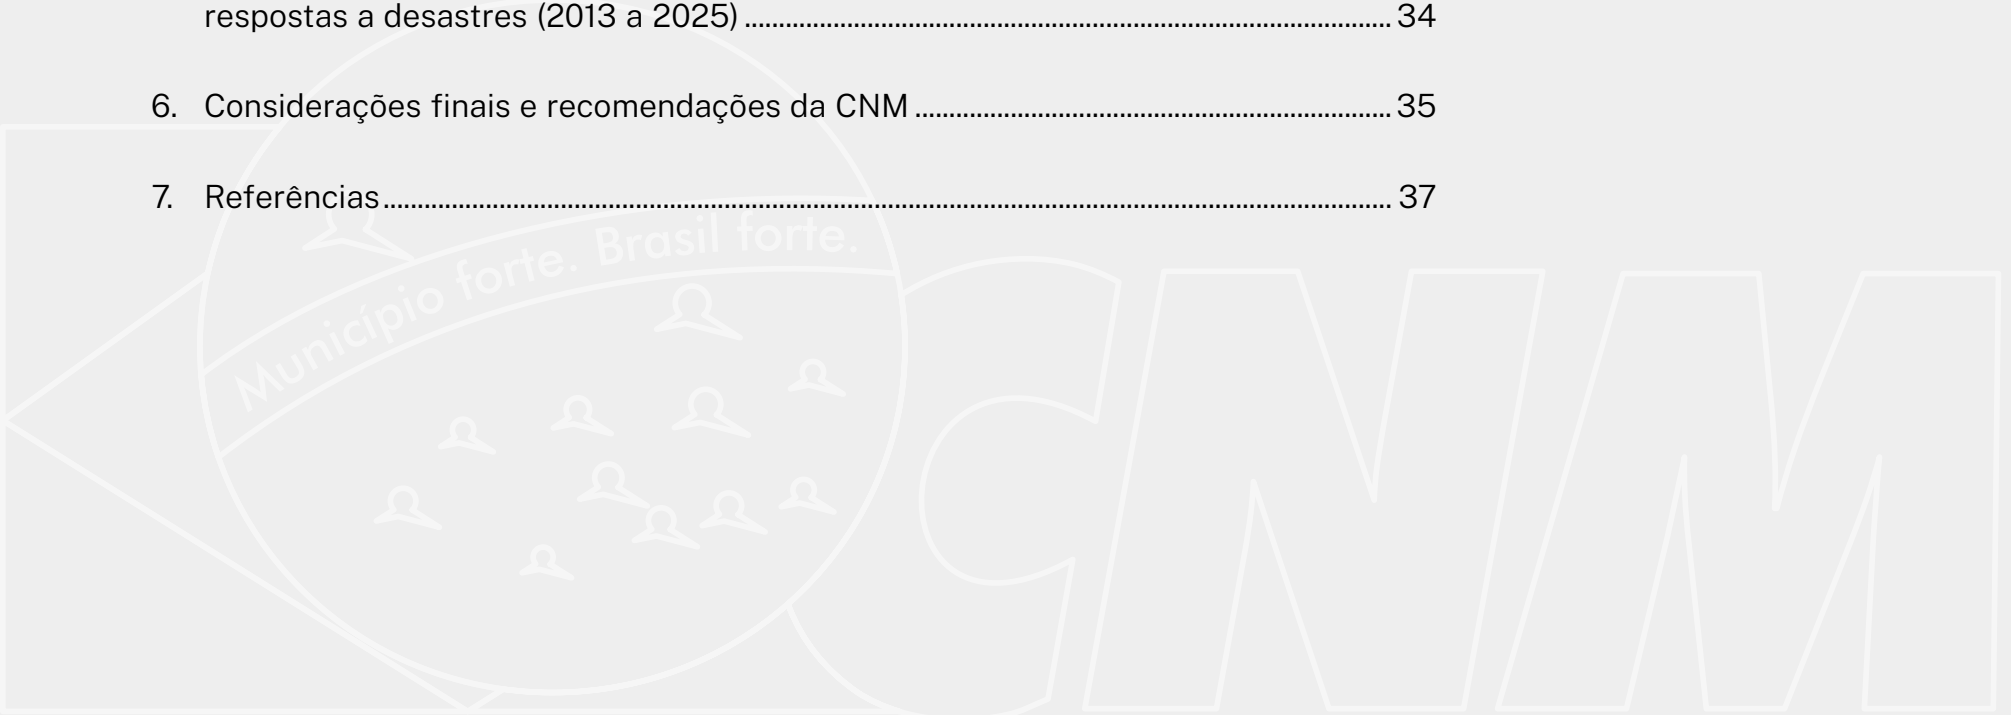 respostas a desastres (2013 a 2025) ........ 34
6. Considerações finais e recomendações da CNM ........ 35
7. Referências ........ 37
Município forte. Brasil forte.
CNM